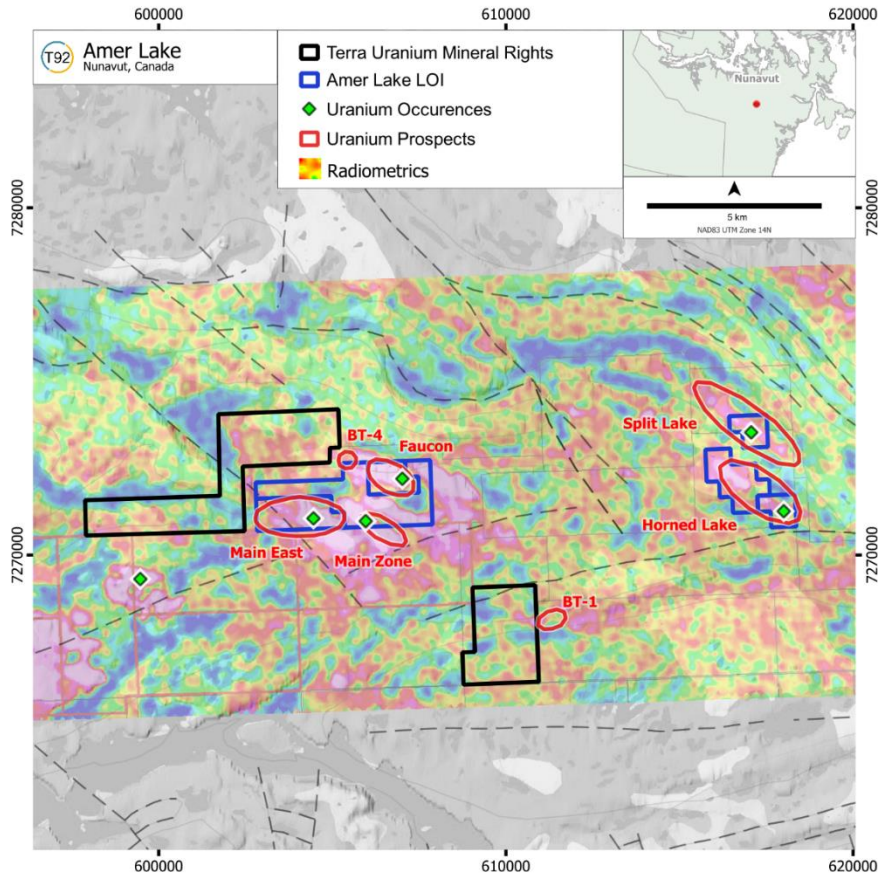 600000
610000
620000
T92
Amer Lake
Nunavut, Canada
Terra Uranium Mineral Rights
Amer Lake LOI
Uranium Occurences
Uranium Prospects
Radiometrics
Nunavut
5 km
NAD83 UTM Zone 14N
7280000
7280000
Split Lake
BT-4
Faucon
Horned Lake
Main East
Main Zone
7270000
7270000
BT-1
600000
610000
620000